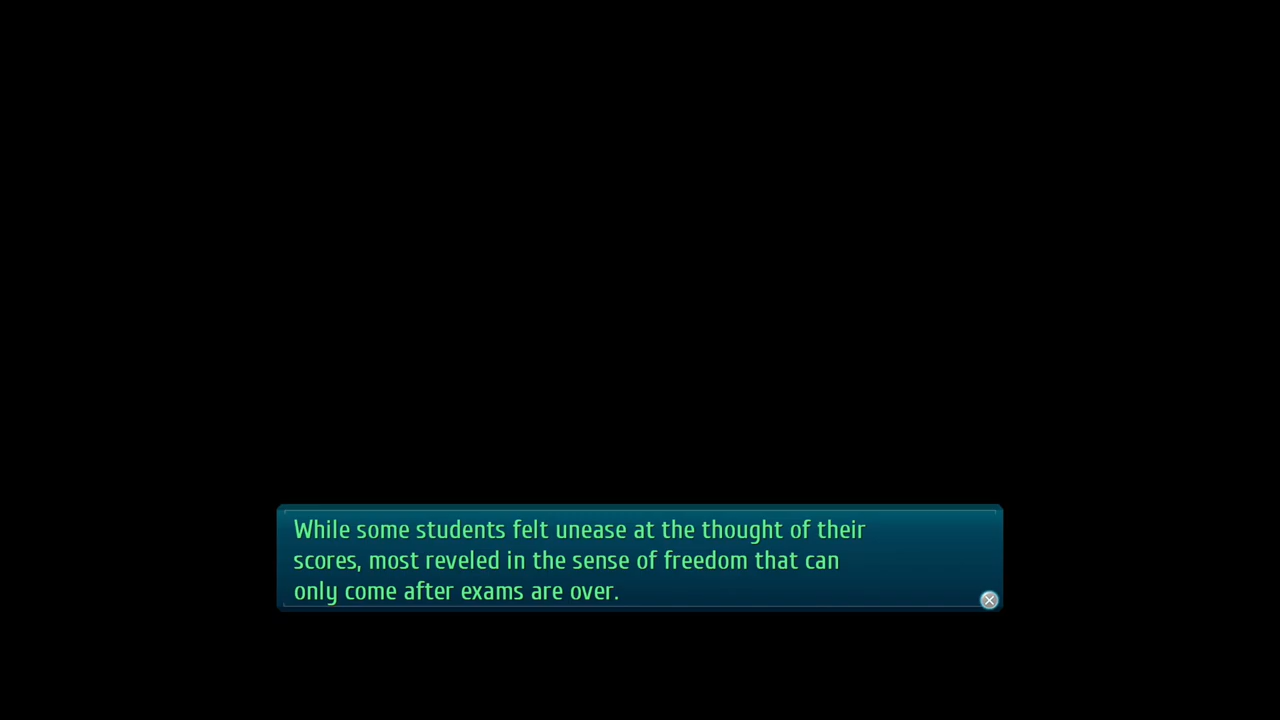 While some students felt unease at the thought of their
scores, most reveled in the sense of freedom that can
only come after exams are over.